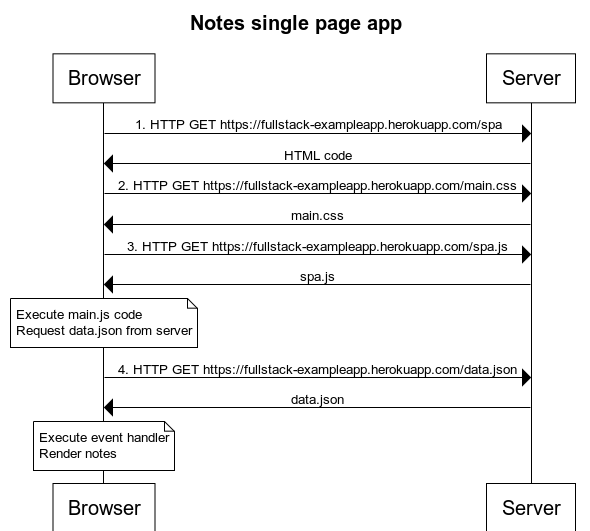 Notes single page app
Browser
Server
1. HTTP GET https://fullstack-exampleapp.herokuapp.com/spa
HTML code
2. HTTP GET https://fullstack-exampleapp.herokuapp.com/main.css
main.css
3. HTTP GET https://fullstack-exampleapp.herokuapp.com/spa.js
spa.js
Execute main.js code
Request data.json from server
4. HTTP GET https://fullstack-exampleapp.herokuapp.com/data.json
data.json
Execute event handler
Render notes
Browser
Server